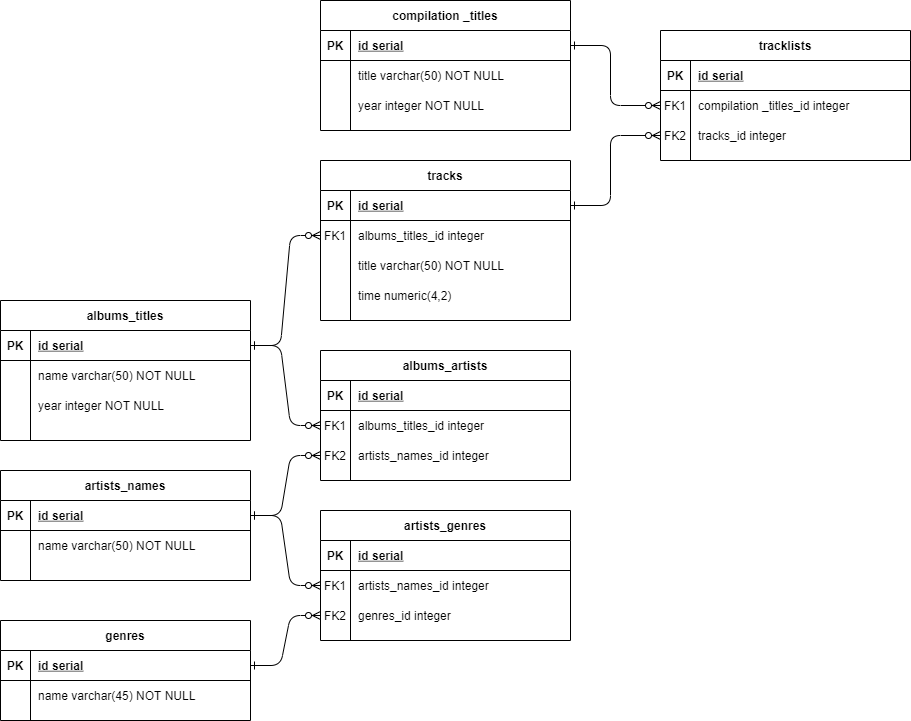 compilation _titles
PK id serial
title varchar(50) NOT NULL
year integer NOT NULL
tracklists
PK id serial
FK1 compilation _titles_id integer
FK2 tracks_id integer
tracks
PK id serial
FK1 albums_titles_id integer
title varchar(50) NOT NULL
time numeric(4,2)
albums_titles
PK id serial
name varchar(50) NOT NULL
year integer NOT NULL
albums_artists
PK id serial
FK1 albums_titles_id integer
FK2 artists_names_id integer
artists_names
PK id serial
name varchar(50) NOT NULL
artists_genres
PK id serial
FK1 artists_names_id integer
FK2 genres_id integer
genres
PK id serial
name varchar(45) NOT NULL